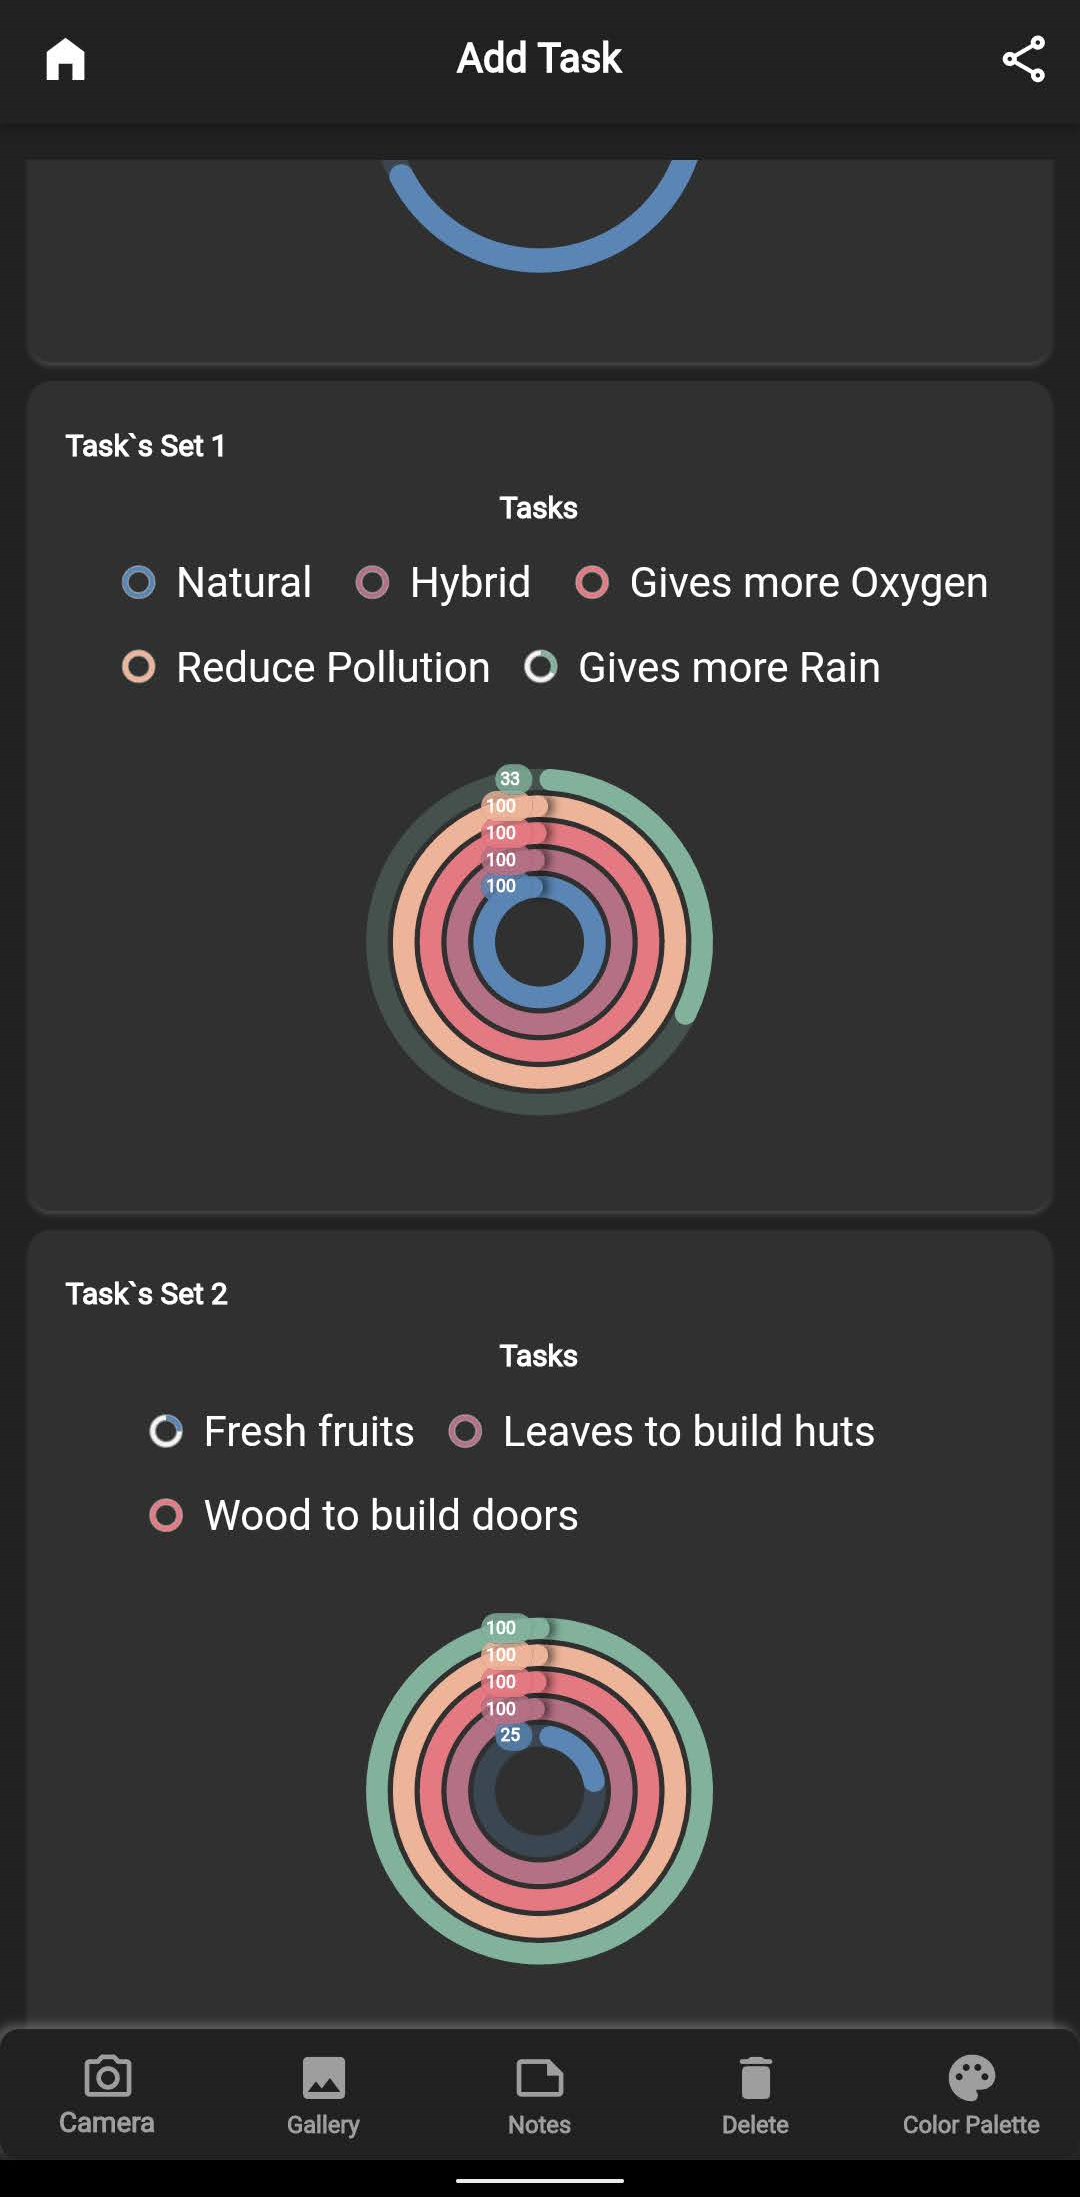 Add Task
Task`s Set 1
Tasks
Natural Hybrid Gives more Oxygen
Reduce Pollution Gives more Rain
33
100
100
100
100
Task`s Set 2
Tasks
Fresh fruits Leaves to build huts
Wood to build doors
100
100
100
100
25
Camera Gallery Notes Delete Color Palette